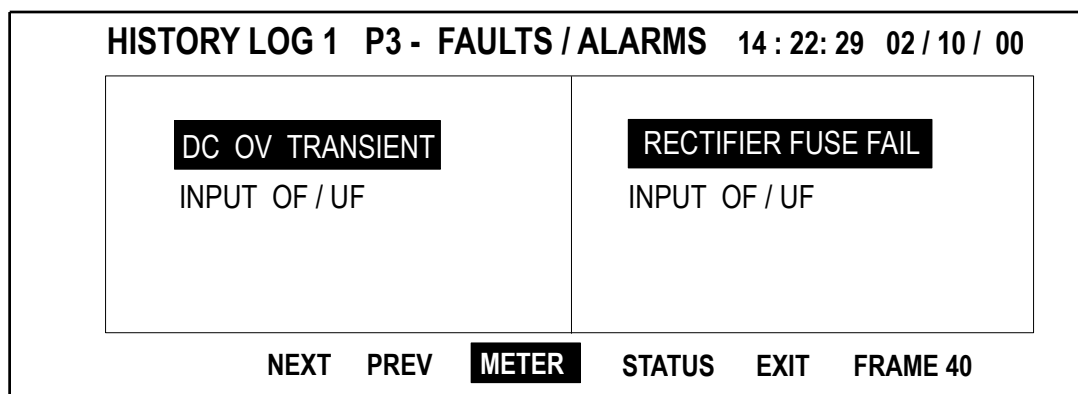 HISTORY LOG 1 P3 - FAULTS / ALARMS 14 : 22: 29 02 / 10 / 00
DC OV TRANSIENT
INPUT OF / UF
RECTIFIER FUSE FAIL
INPUT OF / UF
NEXT PREV METER STATUS EXIT FRAME 40